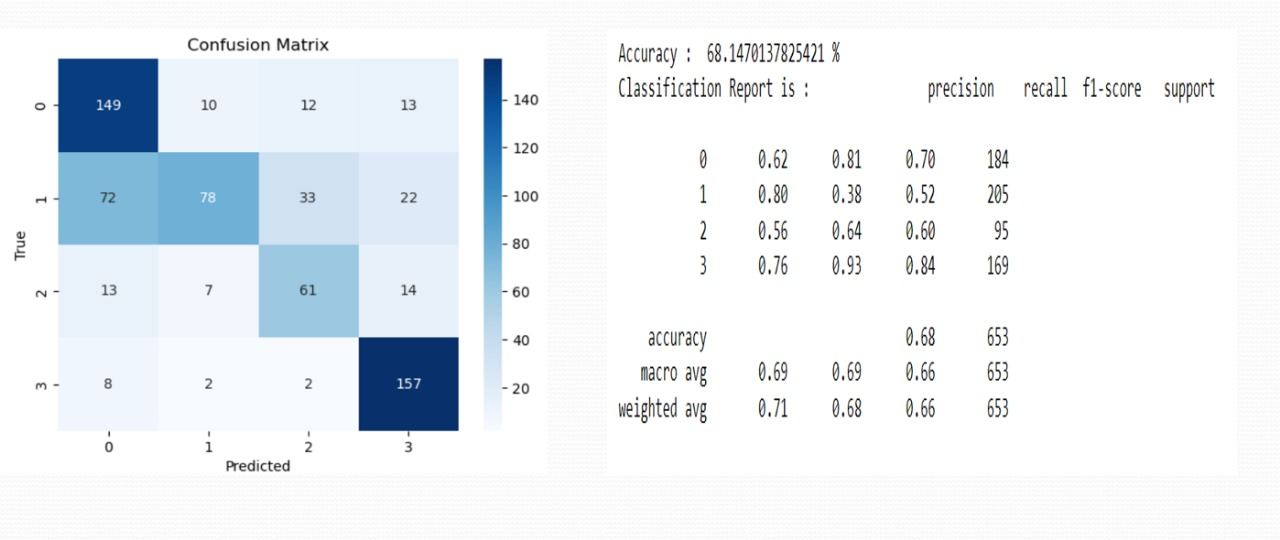 Confusion Matrix
0 149 10 12 13
1 72 78 33 22
2 13 7 61 14
3 8 2 2 157
0 1 2 3
Predicted
True
140
120
100
80
60
40
20
Accuracy : 68.1470137825421 %
Classification Report is : precision recall f1-score support
0 0.62 0.81 0.70 184
1 0.80 0.38 0.52 205
2 0.56 0.64 0.60 95
3 0.76 0.93 0.84 169
accuracy 0.68 653
macro avg 0.69 0.69 0.66 653
weighted avg 0.71 0.68 0.66 653